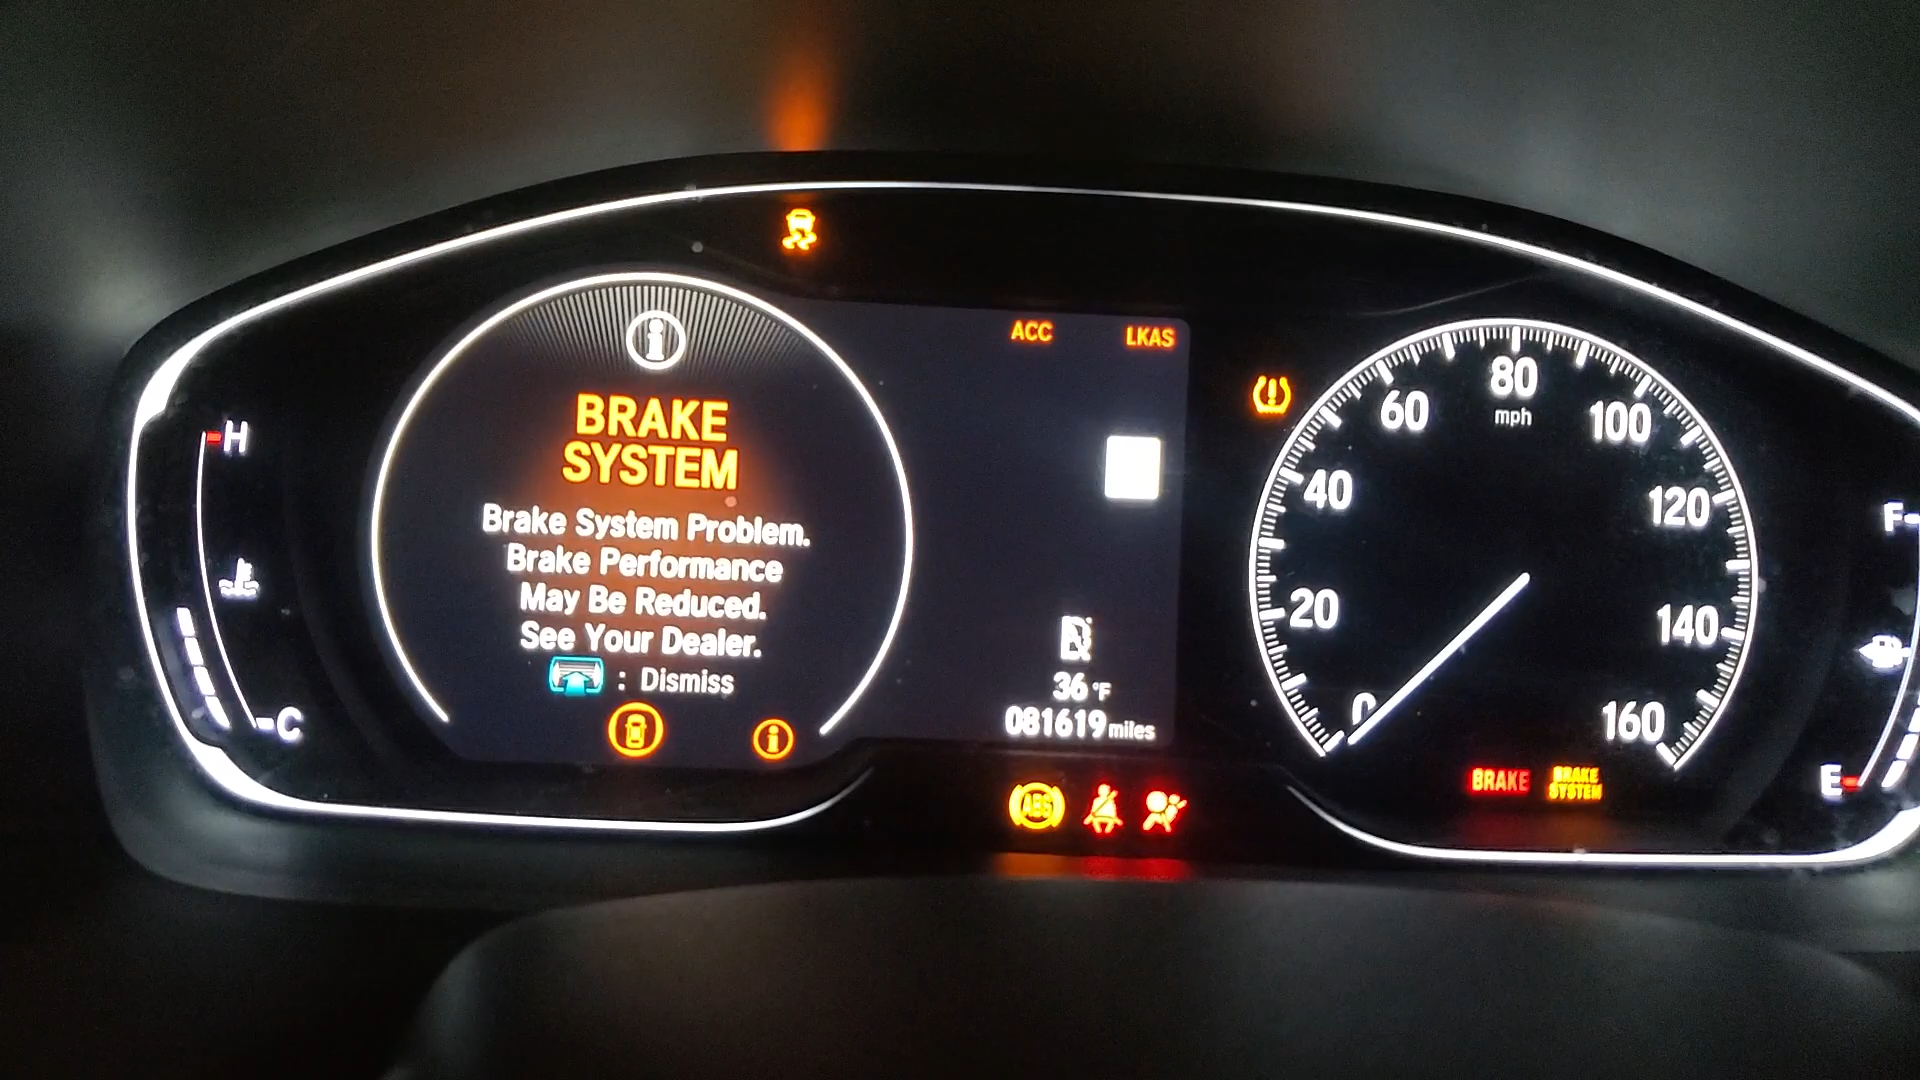 ACC LKAS
BRAKE
SYSTEM
Brake System Problem.
Brake Performance
May Be Reduced.
See Your Dealer.
: Dismiss
H
C
36 °F
081619 miles
ABS
0
20
40
60
80
mph
100
120
140
160
BRAKE
BRAKE
SYSTEM
F
E